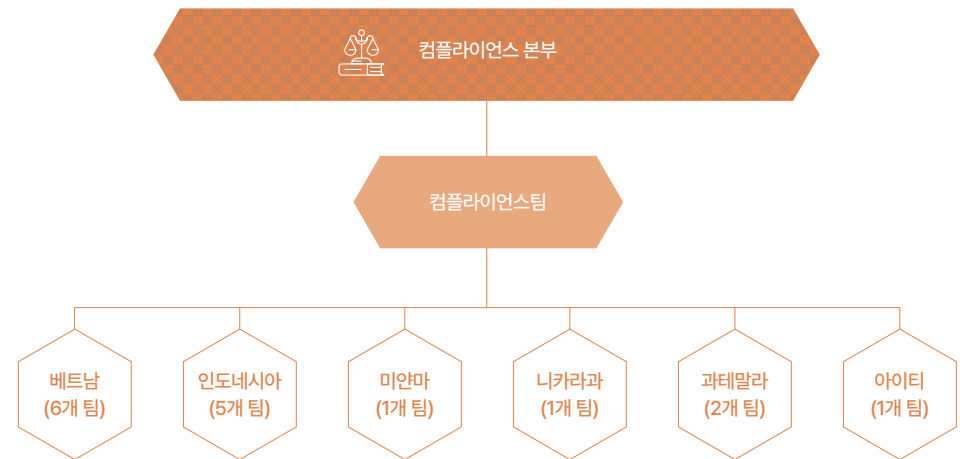 컴플라이언스 본부
컴플라이언스팀
베트남
(6개 팀)
인도네시아
(5개 팀)
미얀마
(1개 팀)
니카라과
(1개 팀)
과테말라
(2개 팀)
아이티
(1개 팀)